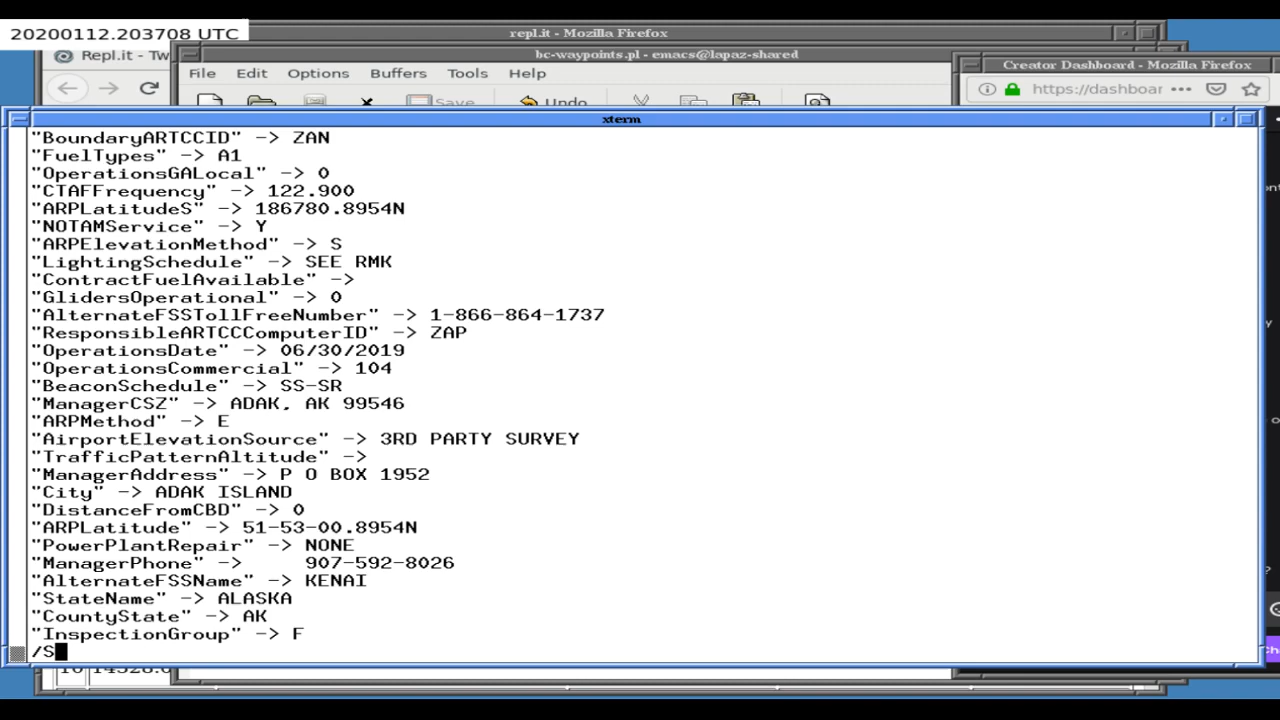 20200112.203708 UTC
repl.it - Mozilla Firefox
Repl.it - Tw
bc-waypoints.pl - emacs@lapaz-shared
File Edit Options Buffers Tools Help
Save Undo
Creator Dashboard - Mozilla Firefox
https://dashboar
xterm
"BoundaryARTCCID" -> ZAN
"FuelTypes" -> A1
"OperationsGALocal" -> 0
"CTAFFrequency" -> 122.900
"ARPLatitudeS" -> 186780.8954N
"NOTAMService" -> Y
"ARPElevationMethod" -> S
"LightingSchedule" -> SEE RMK
"ContractFuelAvailable" ->
"GlidersOperational" -> 0
"AlternateFSSTollFreeNumber" -> 1-866-864-1737
"ResponsibleARTCCComputerID" -> ZAP
"OperationsDate" -> 06/30/2019
"OperationsCommercial" -> 104
"BeaconSchedule" -> SS-SR
"ManagerCSZ" -> ADAK, AK 99546
"ARPMethod" -> E
"AirportElevationSource" -> 3RD PARTY SURVEY
"TrafficPatternAltitude" ->
"ManagerAddress" -> P O BOX 1952
"City" -> ADAK ISLAND
"DistanceFromCBD" -> 0
"ARPLatitude" -> 51-53-00.8954N
"PowerPlantRepair" -> NONE
"ManagerPhone" -> 907-592-8026
"AlternateFSSName" -> KENAI
"StateName" -> ALASKA
"CountyState" -> AK
"InspectionGroup" -> F
/S